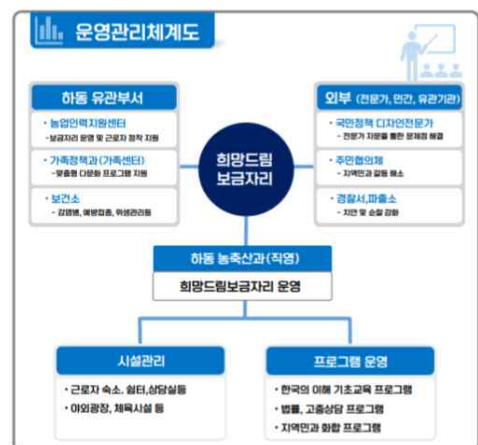 운영관리체계도
하동 유관부서
• 농업인력지원센터
-보금자리 운영 및 근로자 정착 지원
• 가족정책과(가족센터)
-맞춤형 다문화 프로그램 지원
• 보건소
- 감염병, 예방접종, 위생관리등
희망드림
보금자리
외부 (전문가, 민간, 유관기관)
• 국민정책 디자인전문가
-전문가 자문을 통한 문제점 해결
• 주민협의체
- 지역민과 갈등 해소
• 경찰서,파출소
- 치안 및 순찰 강화
하동 농축산과(직영)
희망드림보금자리 운영
시설관리
• 근로자 숙소, 쉼터,상담실등
• 야외광장, 체육시설 등
프로그램 운영
• 한국의 이해 기초교육 프로그램
• 법률, 고충상담 프로그램
• 지역민과 화합 프로그램